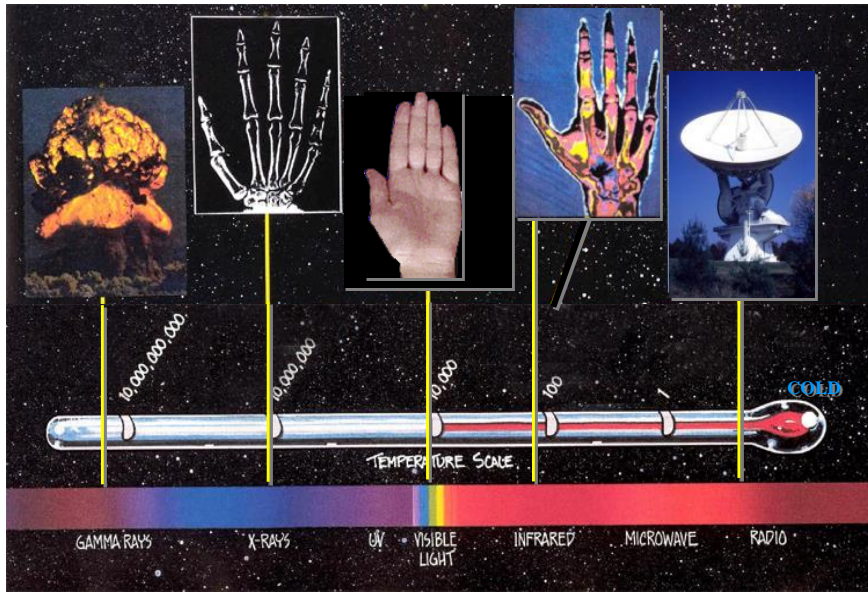 10,000,000,000
10,000,000
10,000
100
1
COLD
TEMPERATURE SCALE
GAMMA RAYS
X-RAYS
UV
VISIBLE
LIGHT
INFRARED
MICROWAVE
RADIO